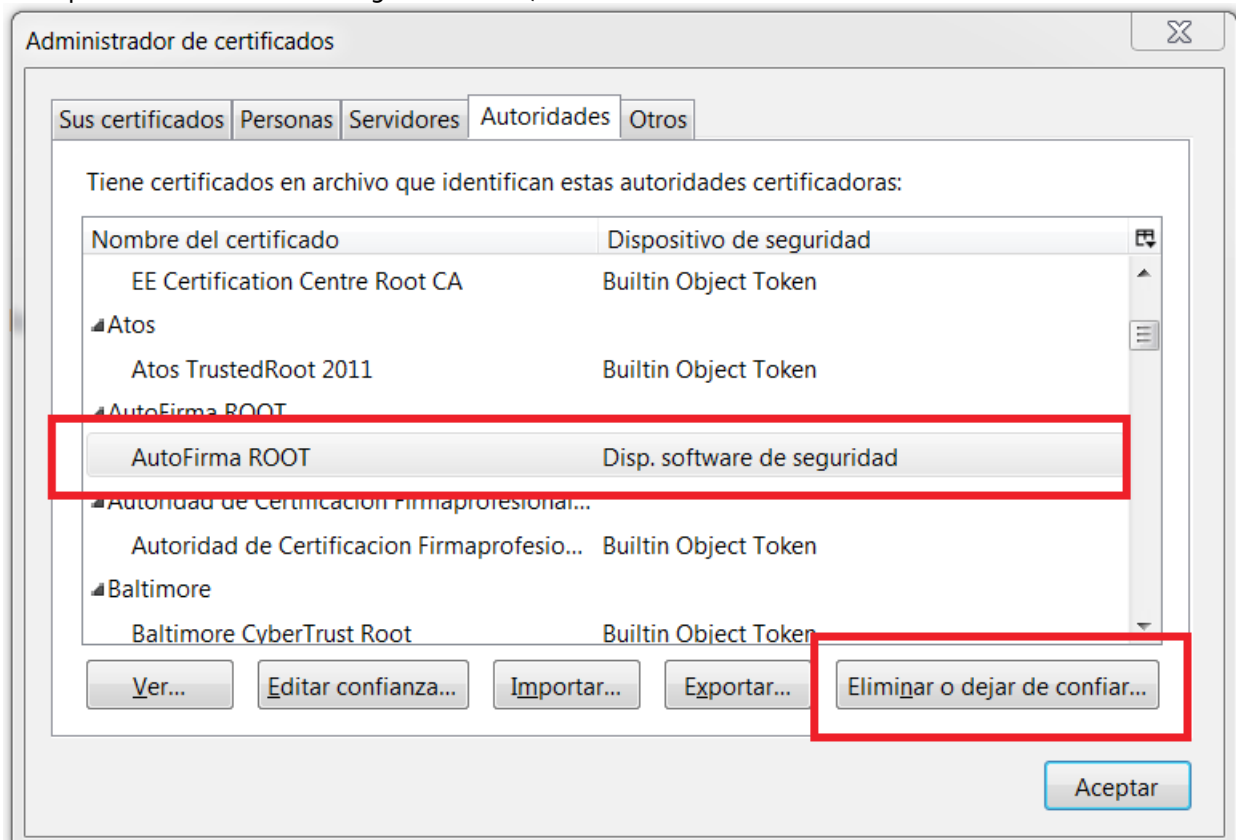 Administrador de certificados
Sus certificados Personas Servidores Autoridades Otros
Tiene certificados en archivo que identifican estas autoridades certificadoras:
Nombre del certificado Dispositivo de seguridad
EE Certification Centre Root CA Builtin Object Token
Atos
Atos TrustedRoot 2011 Builtin Object Token
AutoFirma ROOT
AutoFirma ROOT Disp. software de seguridad
Autoridad de Certificacion Firmaprofesional...
Autoridad de Certificacion Firmaprofesio... Builtin Object Token
Baltimore
Baltimore CyberTrust Root Builtin Object Token
Ver... Editar confianza... Importar... Exportar... Eliminar o dejar de confiar...
Aceptar